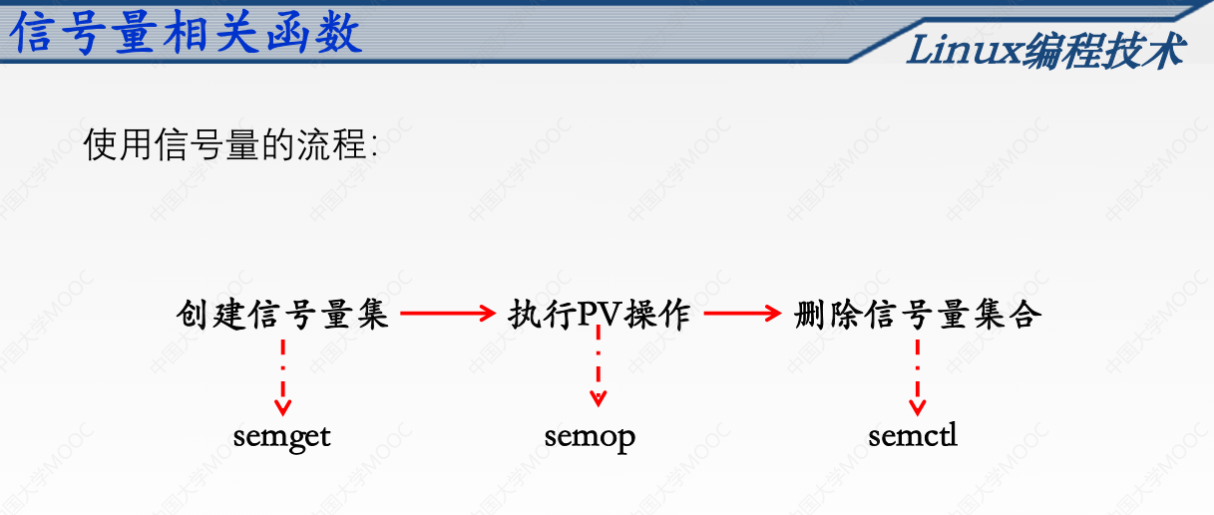 信号量相关函数
Linux编程技术
使用信号量的流程：
创建信号量集 执行PV操作 删除信号量集合
semget semop semctl
中国大学MOOC